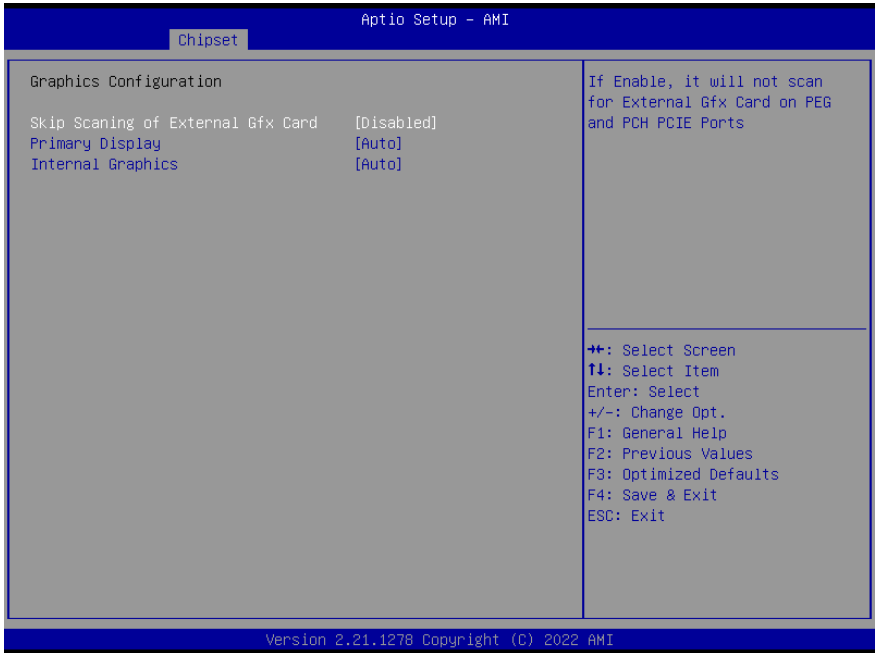 Aptio Setup – AMI
Chipset
Graphics Configuration
Skip Scaning of External Gfx Card [Disabled]
Primary Display [Auto]
Internal Graphics [Auto]
If Enable, it will not scan
for External Gfx Card on PEG
and PCH PCIE Ports
→←: Select Screen
↑↓: Select Item
Enter: Select
+/-: Change Opt.
F1: General Help
F2: Previous Values
F3: Optimized Defaults
F4: Save & Exit
ESC: Exit
Version 2.21.1278 Copyright (C) 2022 AMI